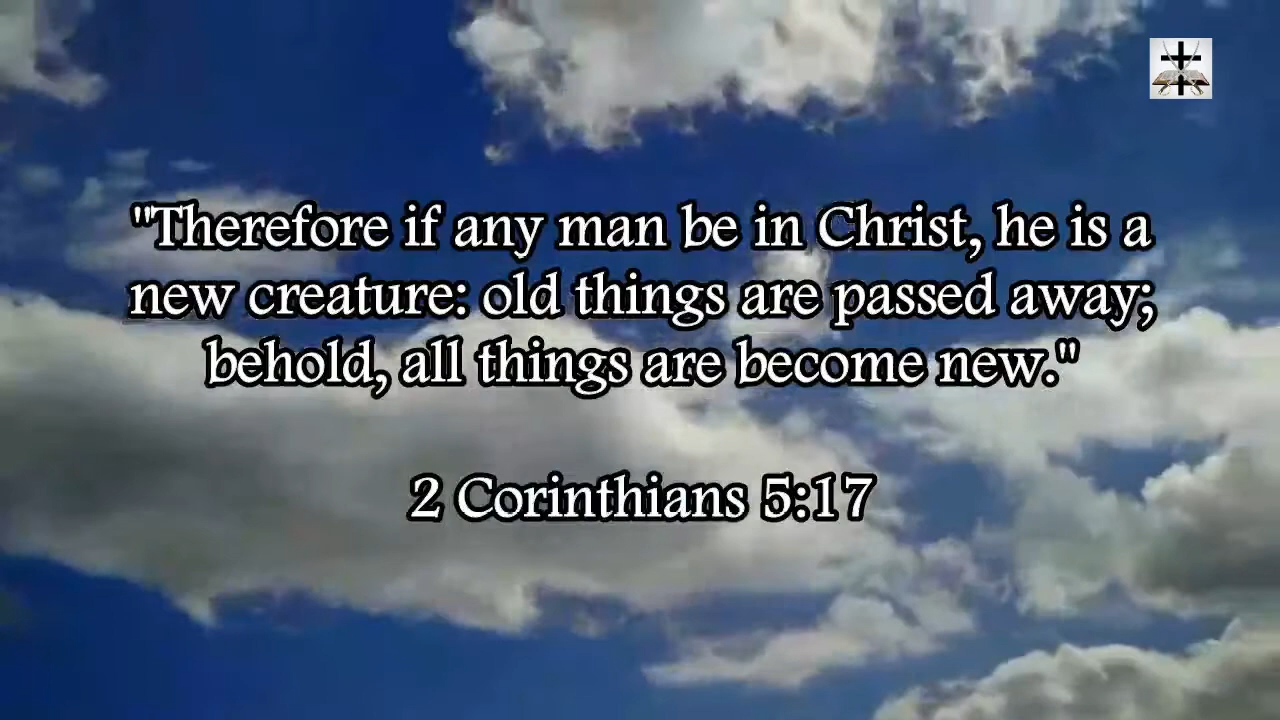 "Therefore if any man be in Christ, he is a
new creature: old things are passed away;
behold, all things are become new."
2 Corinthians 5:17